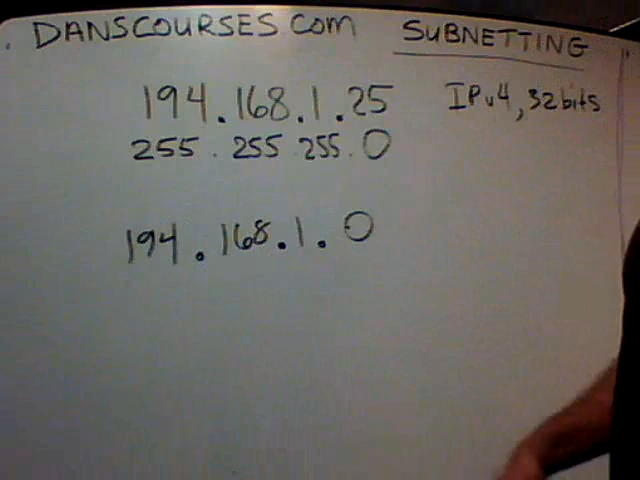 DANSCOURSES.COM SUBNETTING
194.168.1.25 IPv4, 32bits
255.255 255.0
194.168.1.0